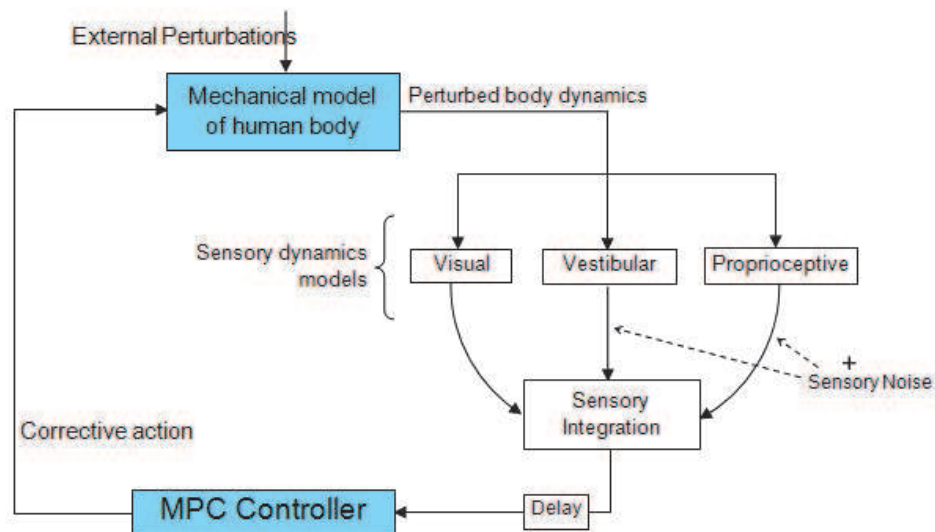 External Perturbations
Mechanical model
of human body
Perturbed body dynamics
Sensory dynamics
models
Visual
Vestibular
Proprioceptive
+
Sensory Noise
Sensory
Integration
Corrective action
MPC Controller
Delay